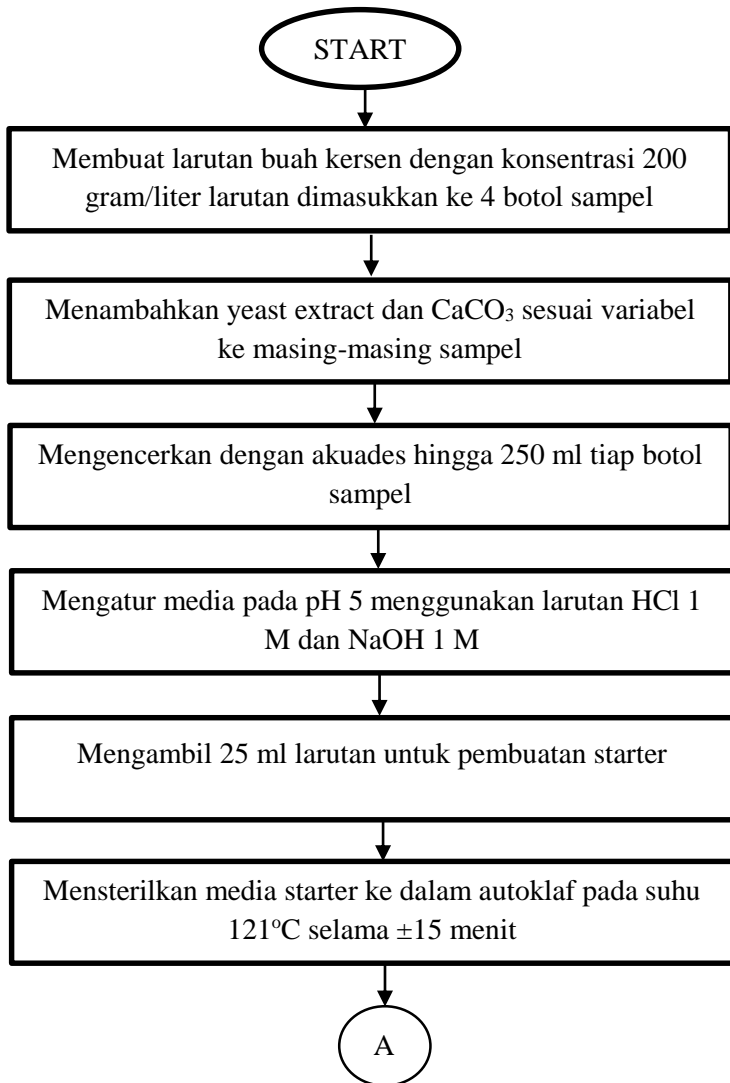 START
Membuat larutan buah kersen dengan konsentrasi 200
gram/liter larutan dimasukkan ke 4 botol sampel
Menambahkan yeast extract dan CaCO₃ sesuai variabel
ke masing-masing sampel
Mengencerkan dengan akuades hingga 250 ml tiap botol
sampel
Mengatur media pada pH 5 menggunakan larutan HCl 1
M dan NaOH 1 M
Mengambil 25 ml larutan untuk pembuatan starter
Mensterilkan media starter ke dalam autoklaf pada suhu
121ºC selama ±15 menit
A